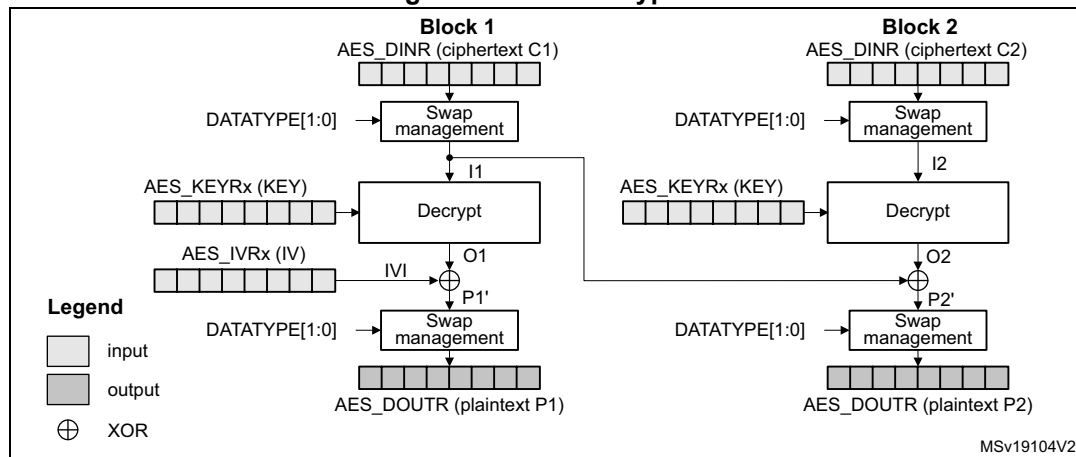 Block 1
AES_DINR (ciphertext C1)
DATATYPE[1:0]
Swap
management
I1
AES_KEYRx (KEY)
Decrypt
AES_IVRx (IV)
IVI
O1
P1'
DATATYPE[1:0]
Swap
management
AES_DOUTR (plaintext P1)
Block 2
AES_DINR (ciphertext C2)
DATATYPE[1:0]
Swap
management
I2
AES_KEYRx (KEY)
Decrypt
O2
P2'
DATATYPE[1:0]
Swap
management
AES_DOUTR (plaintext P2)
Legend
input
output
XOR
MSv19104V2